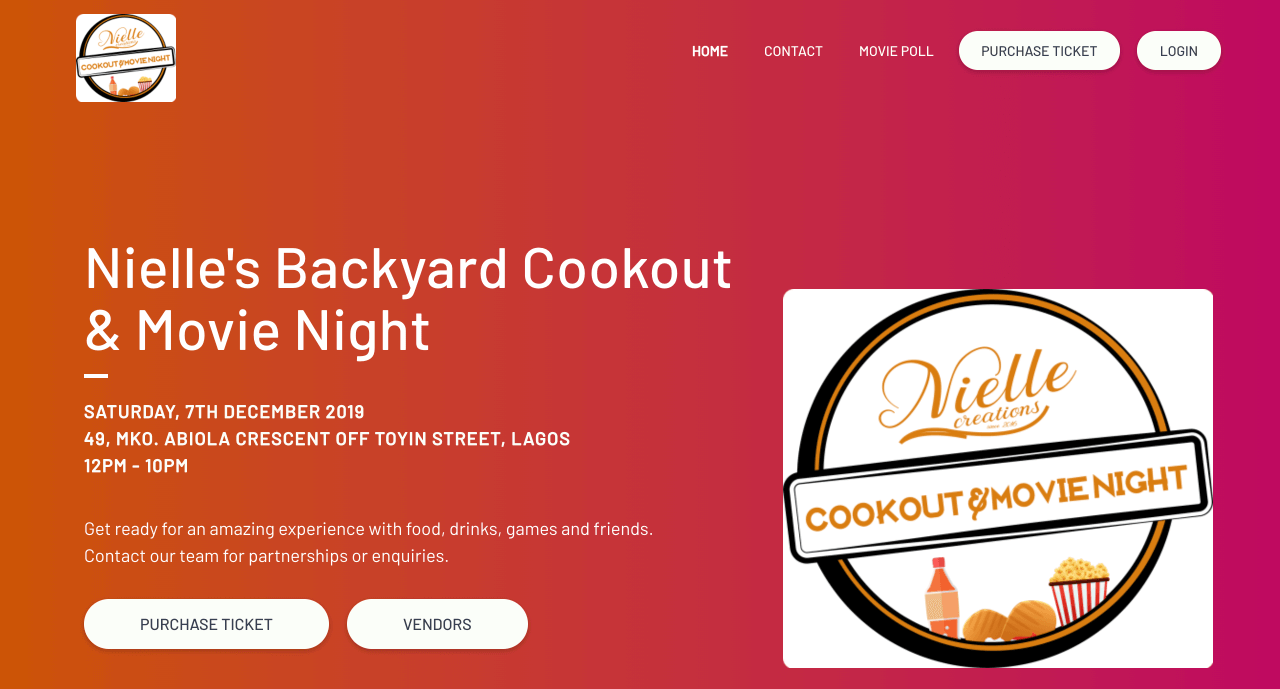 Nielle
COOKOUT & MOVIE NIGHT
HOME
CONTACT
MOVIE POLL
PURCHASE TICKET
LOGIN
Nielle's Backyard Cookout
& Movie Night
SATURDAY, 7TH DECEMBER 2019
49, MKO. ABIOLA CRESCENT OFF TOYIN STREET, LAGOS
12PM - 10PM
Get ready for an amazing experience with food, drinks, games and friends.
Contact our team for partnerships or enquiries.
PURCHASE TICKET
VENDORS
Nielle
creations
COOKOUT & MOVIE NIGHT